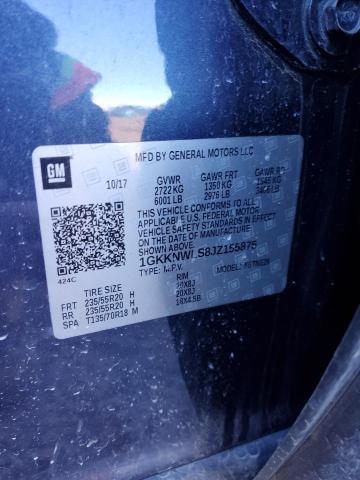 GM
MFD BY GENERAL MOTORS LLC
10/17
GVWR GAWR FRT GAWR RR
2722 KG 1350 KG
6001 LB 2976 LB
THIS VEHICLE CONFORMS TO ALL
APPLICABLE U.S. FEDERAL MOTOR
VEHICLE SAFETY STANDARDS IN
EFFECT ON THE DATE OF
MANUFACTURE SHOWN ABOVE.
1GKKNWLS8JZ155875
TYPE: M.P.V. MODEL:
424C
TIRE SIZE RIM
FRT 235/55R20 H 20X8J
RR 235/55R20 H 20X8J
SPA T135/70R18 M 18X4.5B